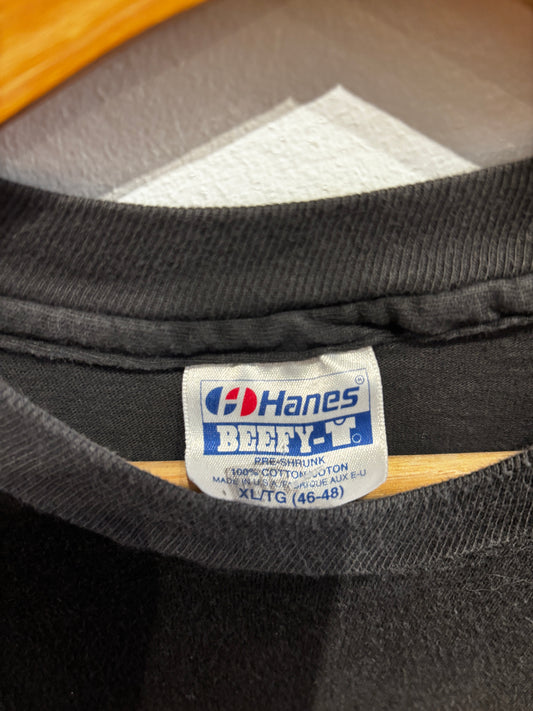 Hanes®
BEEFY-T®
PRE-SHRUNK
100% COTTON/COTON
MADE IN U.S.A./FABRIQUE AUX E-U
XL/TG (46-48)